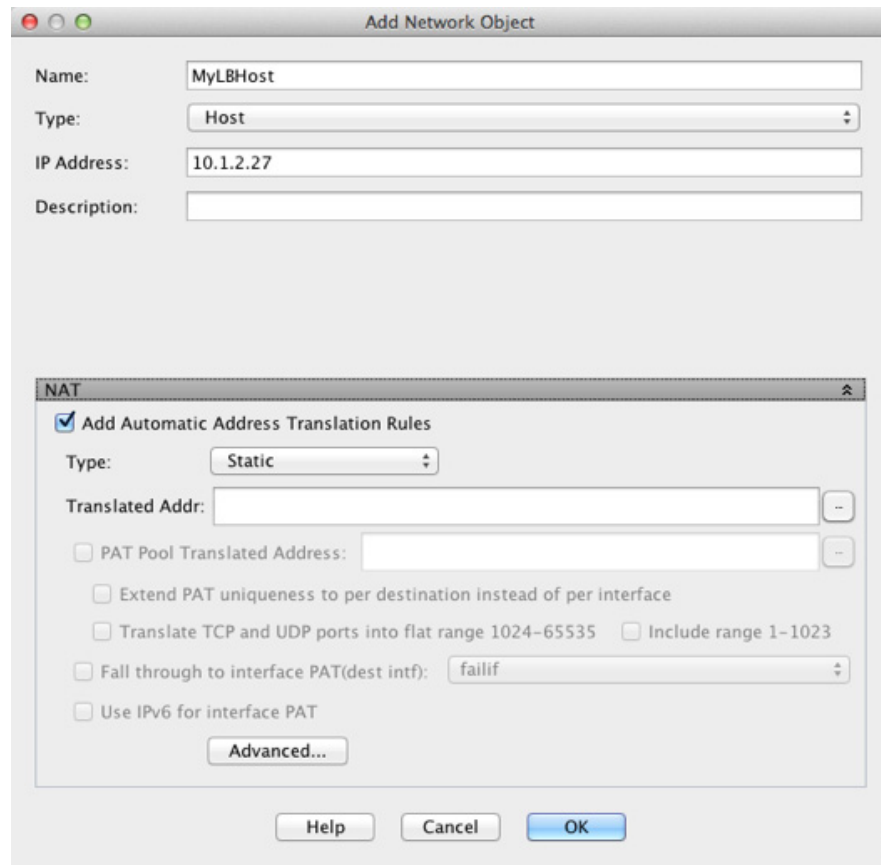 Add Network Object
Name: MyLBHost
Type: Host
IP Address: 10.1.2.27
Description:
NAT
Add Automatic Address Translation Rules
Type: Static
Translated Addr: ...
PAT Pool Translated Address: ...
Extend PAT uniqueness to per destination instead of per interface
Translate TCP and UDP ports into flat range 1024-65535 Include range 1-1023
Fall through to interface PAT(dest intf): failif
Use IPv6 for interface PAT
Advanced...
Help Cancel OK